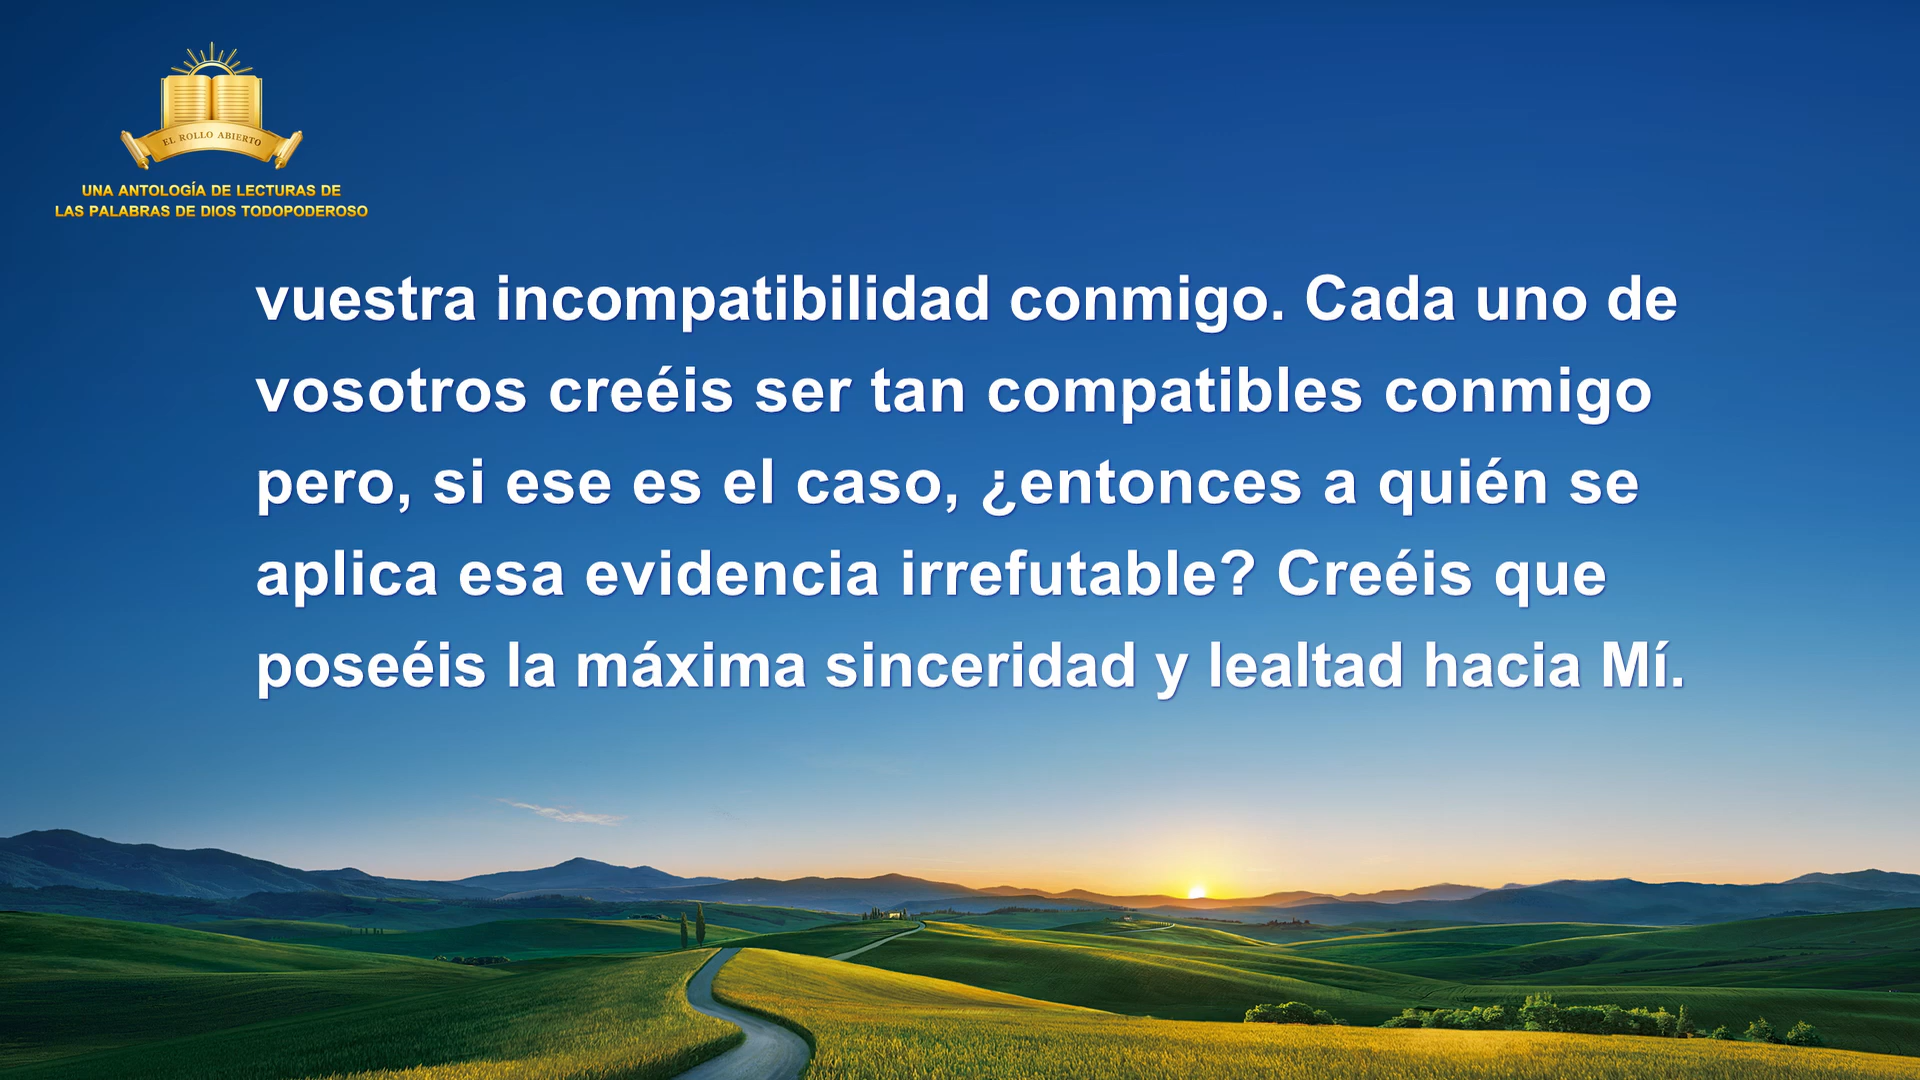 EL ROLLO ABIERTO
UNA ANTOLOGÍA DE LECTURAS DE
LAS PALABRAS DE DIOS TODOPODEROSO
vuestra incompatibilidad conmigo. Cada uno de
vosotros creéis ser tan compatibles conmigo
pero, si ese es el caso, ¿entonces a quién se
aplica esa evidencia irrefutable? Creéis que
poseéis la máxima sinceridad y lealtad hacia Mí.